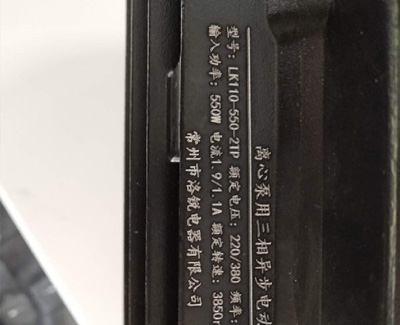 离心泵用三相异步电动
型号：LK110-550-2TP 额定电压：220/380 频率：
输入功率：550W 电流1.9/1.1A 额定转速：3850r
常州市洛锐电器有限公司